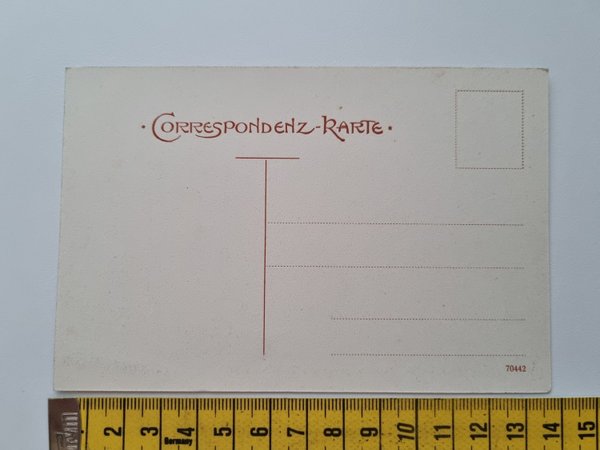 · CORRESPONDENZ-KARTE ·
70442
2 3 4 5 6 7 8 9 10 11 12 13 14 15
Germany